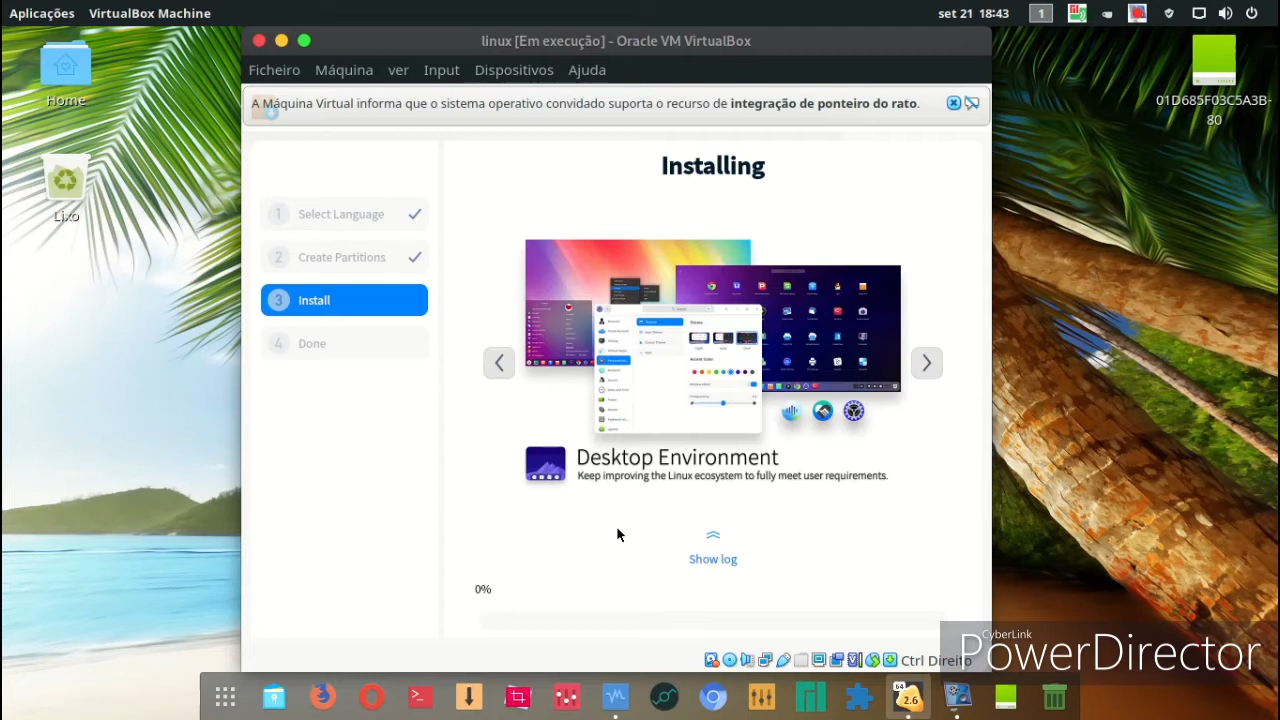 Aplicações VirtualBox Machine set 21 18:43 1
Home
Lixo
01D685F03C5A3B-
80
linux [Em execução] - Oracle VM VirtualBox
Ficheiro Máquina ver Input Dispositivos Ajuda
A Máquina Virtual informa que o sistema operativo convidado suporta o recurso de integração de ponteiro do rato.
Installing
1 Select Language
2 Create Partitions
3 Install
4 Done
Desktop Environment
Keep improving the Linux ecosystem to fully meet user requirements.
Show log
0%
Ctrl Direito
CyberLink
PowerDirector
64
2.6